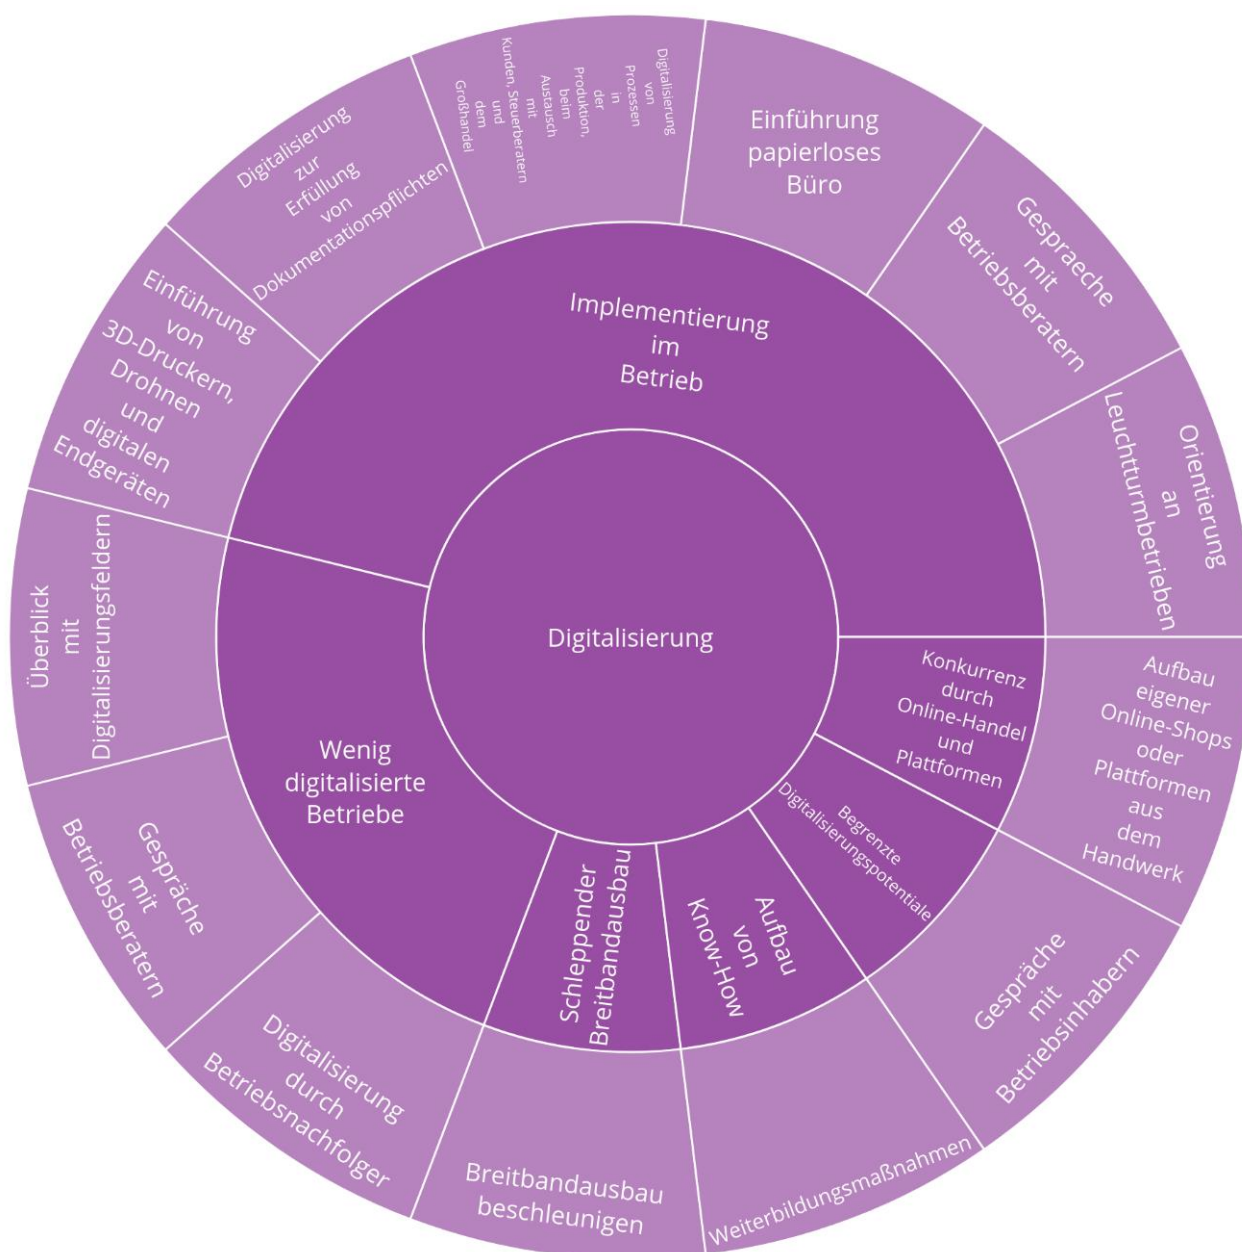 Digitalisierung
Implementierung
im
Betrieb
Einführung
von
3D-Druckern,
Drohnen
und
digitalen
Endgeräten
Digitalisierung
zur
Erfüllung
von
Dokumentationspflichten
Digitalisierung
von
Prozessen
in
der
Produktion,
beim
Austausch
mit
Kunden, Steuerberatern
und
dem
Großhandel
Einführung
papierloses
Büro
Gespraeche
mit
Betriebsberatern
Orientierung
an
Leuchtturmbetrieben
Konkurrenz
durch
Online-Handel
und
Plattformen
Aufbau
eigener
Online-Shops
oder
Plattformen
aus
dem
Handwerk
Begrenzte
Digitalisierungspotentiale
Gespräche
mit
Betriebsinhabern
Aufbau
von
Know-How
Weiterbildungsmaßnahmen
Schleppender
Breitbandausbau
Breitbandausbau
beschleunigen
Wenig
digitalisierte
Betriebe
Digitalisierung
durch
Betriebsnachfolger
Gespräche
mit
Betriebsberatern
Überblick
mit
Digitalisierungsfeldern